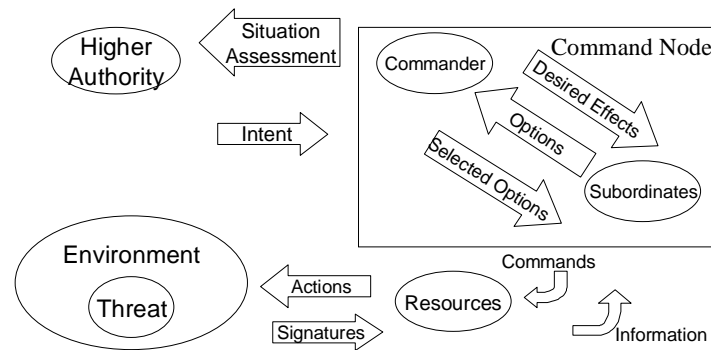 Higher
Authority
Situation
Assessment
Intent
Command Node
Commander
Desired Effects
Options
Selected Options
Subordinates
Environment
Threat
Actions
Signatures
Resources
Commands
Information